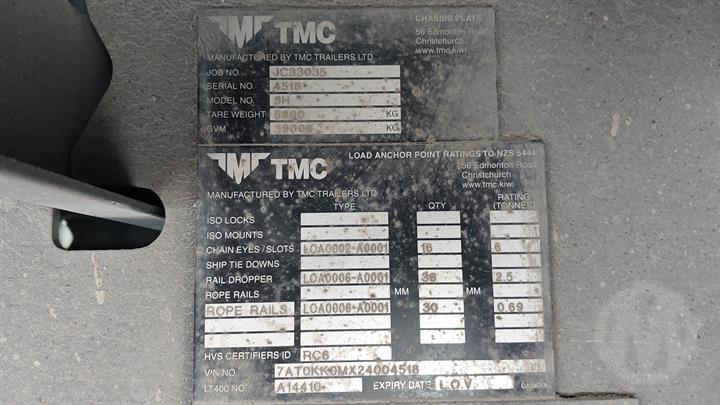 TMC
CHASSIS PLATE
56 Edmonton Road
Christchurch
www.tmc.kiwi
MANUFACTURED BY TMC TRAILERS LTD
JOB NO. JC33035
SERIAL NO. 4518
MODEL NO. SH
TARE WEIGHT 5900 KG
GVM 39000 KG
TMC
LOAD ANCHOR POINT RATINGS TO NZS 5444
56 Edmonton Road
Christchurch
www.tmc.kiwi
MANUFACTURED BY TMC TRAILERS LTD
TYPE QTY RATING (TONNES)
ISO LOCKS
ISO MOUNTS
CHAIN EYES / SLOTS LOA0002-A0001 16 6
SHIP TIE DOWNS
RAIL DROPPER LOA0006-A0001 36 2.5
ROPE RAILS MM MM
ROPE RAILS LOA0006-A0001 30 0.69
HVS CERTIFIERS ID RC6
VIN NO. 7AT0KK0MX24004518
LT400 NO. A14410 EXPIRY DATE L.O.V